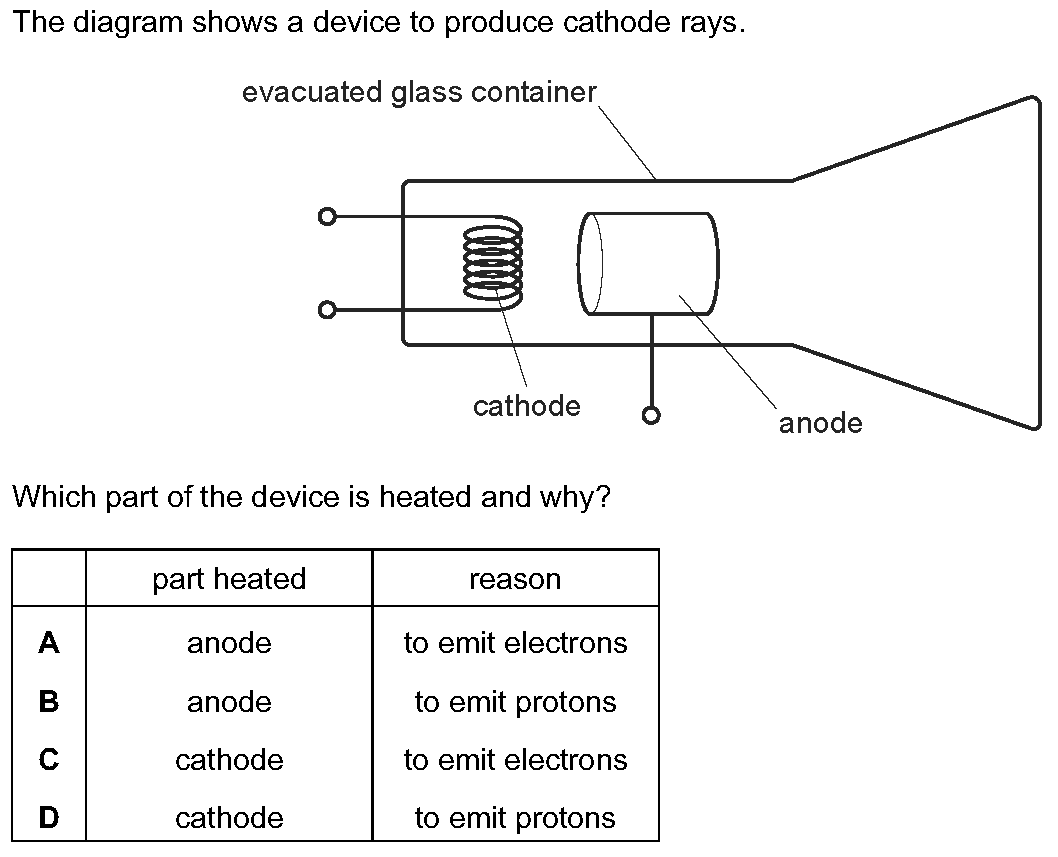 The diagram shows a device to produce cathode rays.
evacuated glass container
cathode
anode
Which part of the device is heated and why?
part heated reason
A anode to emit electrons
B anode to emit protons
C cathode to emit electrons
D cathode to emit protons